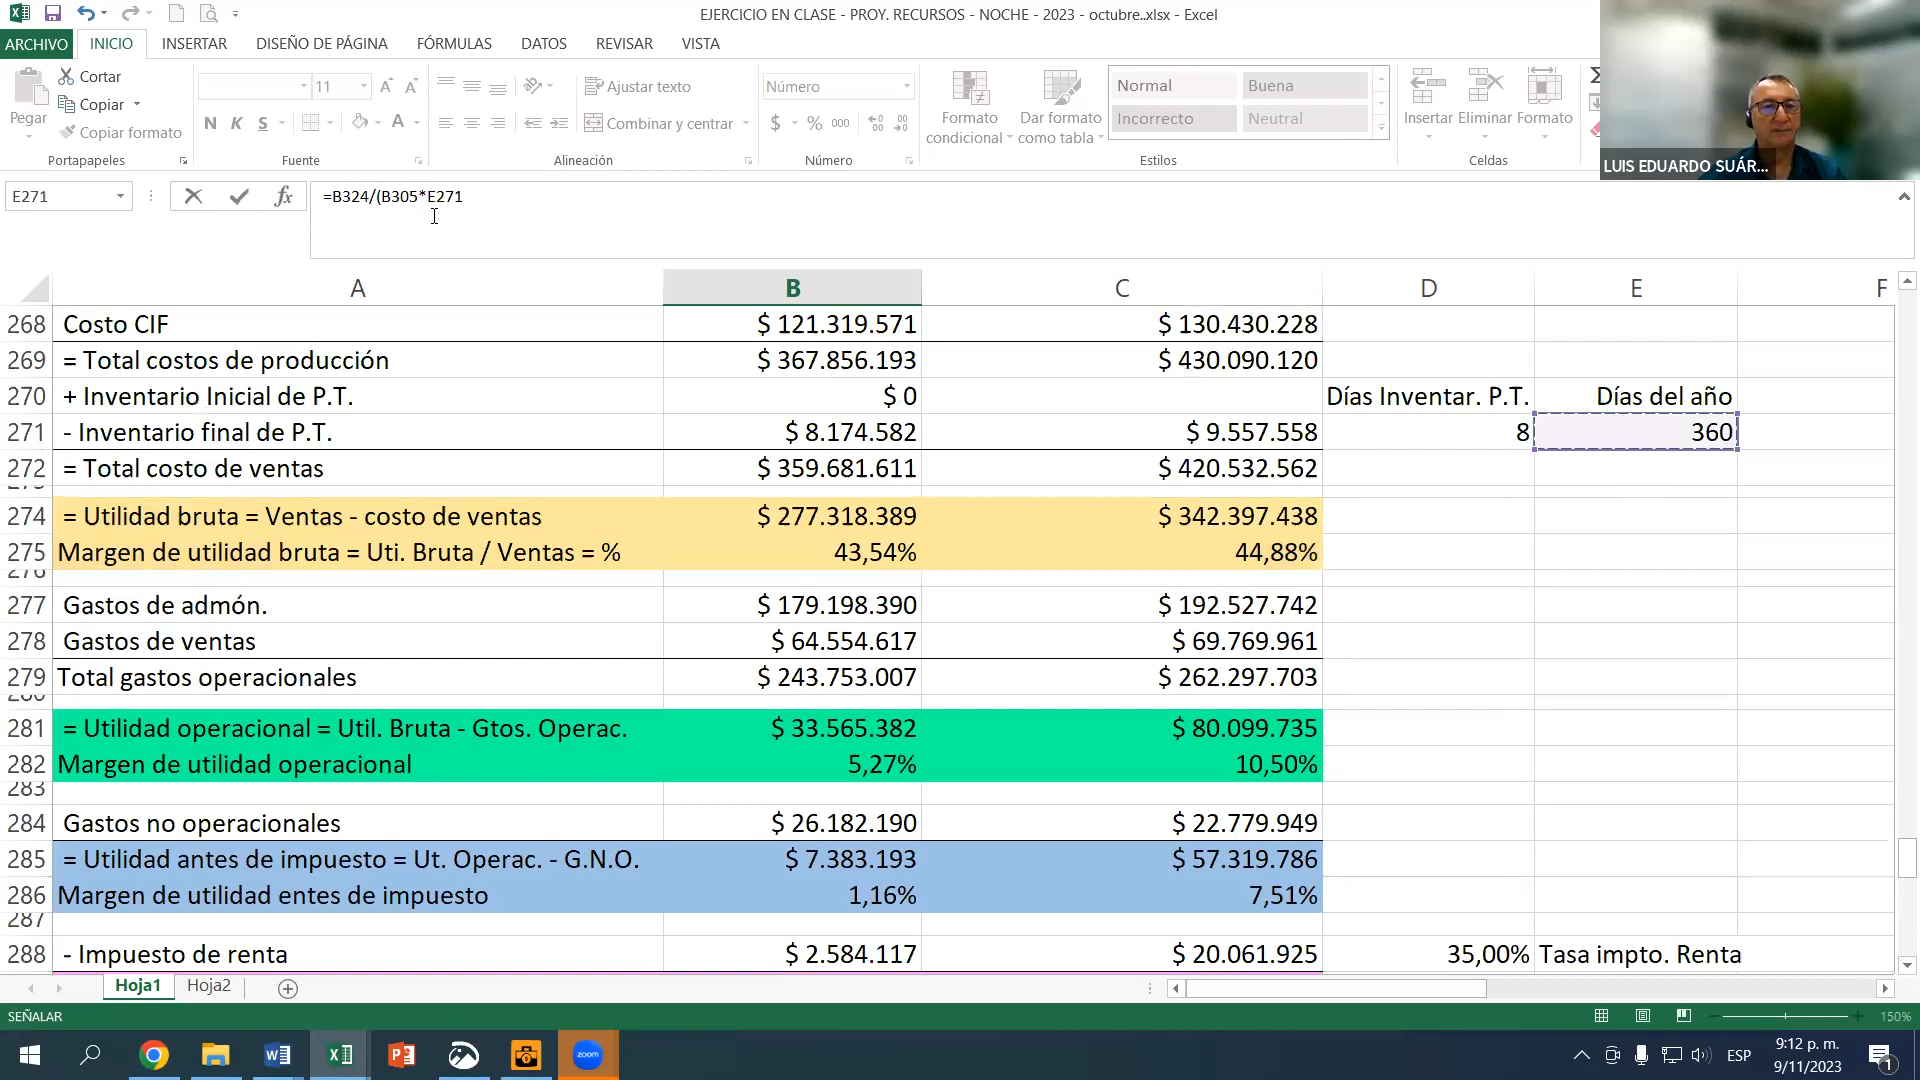 EJERCICIO EN CLASE - PROY. RECURSOS - NOCHE - 2023 - octubre..xlsx - Excel
ARCHIVO INICIO INSERTAR DISEÑO DE PÁGINA FÓRMULAS DATOS REVISAR VISTA
Pegar
Cortar
Copiar
Copiar formato
Portapapeles
11
N K S
Fuente
Ajustar texto
Combinar y centrar
Alineación
Número
$ % 000
Número
Formato condicional
Dar formato como tabla
Normal Buena
Incorrecto Neutral
Estilos
Insertar Eliminar Formato
Celdas
LUIS EDUARDO SUÁR...
E271 fx =B324/(B305*E271
A B C D E F
268 Costo CIF $ 121.319.571 $ 130.430.228
269 = Total costos de producción $ 367.856.193 $ 430.090.120
270 + Inventario Inicial de P.T. $ 0 Días Inventar. P.T. Días del año
271 - Inventario final de P.T. $ 8.174.582 $ 9.557.558 8 360
272 = Total costo de ventas $ 359.681.611 $ 420.532.562
273
274 = Utilidad bruta = Ventas - costo de ventas $ 277.318.389 $ 342.397.438
275 Margen de utilidad bruta = Uti. Bruta / Ventas = % 43,54% 44,88%
276
277 Gastos de admón. $ 179.198.390 $ 192.527.742
278 Gastos de ventas $ 64.554.617 $ 69.769.961
279 Total gastos operacionales $ 243.753.007 $ 262.297.703
280
281 = Utilidad operacional = Util. Bruta - Gtos. Operac. $ 33.565.382 $ 80.099.735
282 Margen de utilidad operacional 5,27% 10,50%
283
284 Gastos no operacionales $ 26.182.190 $ 22.779.949
285 = Utilidad antes de impuesto = Ut. Operac. - G.N.O. $ 7.383.193 $ 57.319.786
286 Margen de utilidad entes de impuesto 1,16% 7,51%
287
288 - Impuesto de renta $ 2.584.117 $ 20.061.925 35,00% Tasa impto. Renta
Hoja1 Hoja2
SEÑALAR 150%
zoom
ESP
9:12 p. m.
9/11/2023
1